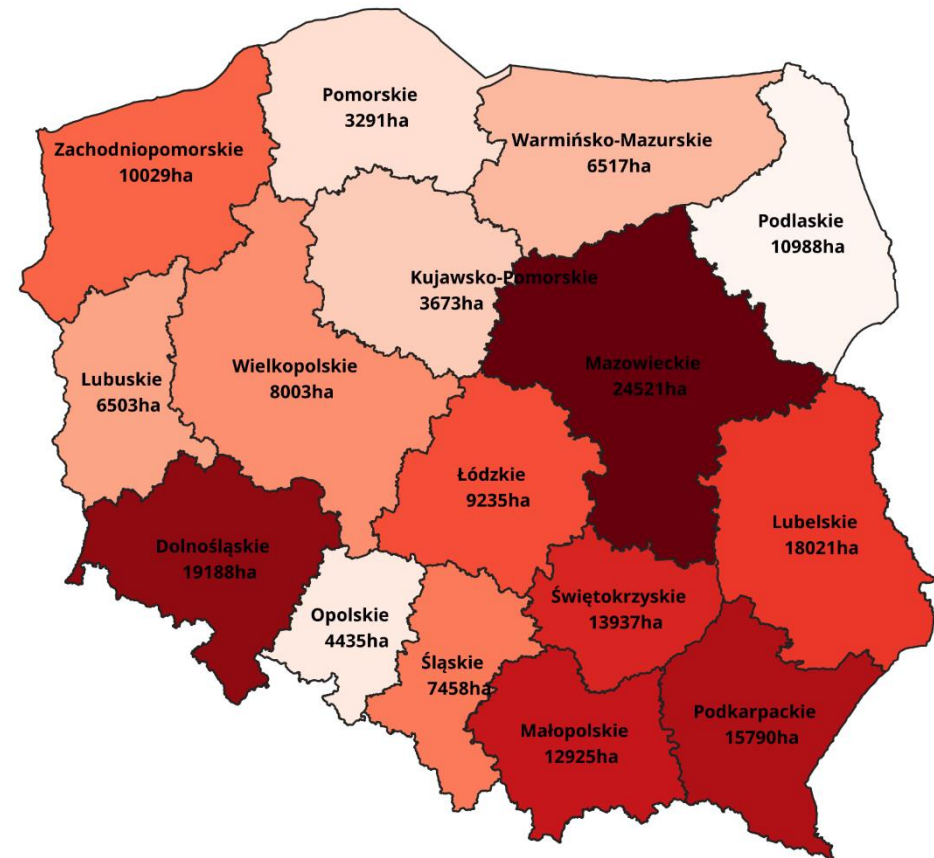 Pomorskie
3291ha
Zachodniopomorskie
10029ha
Warmińsko-Mazurskie
6517ha
Podlaskie
10988ha
Kujawsko-Pomorskie
3673ha
Mazowieckie
24521ha
Wielkopolskie
8003ha
Lubuskie
6503ha
Łódzkie
9235ha
Lubelskie
18021ha
Dolnośląskie
19188ha
Świętokrzyskie
13937ha
Opolskie
4435ha
Śląskie
7458ha
Małopolskie
12925ha
Podkarpackie
15790ha